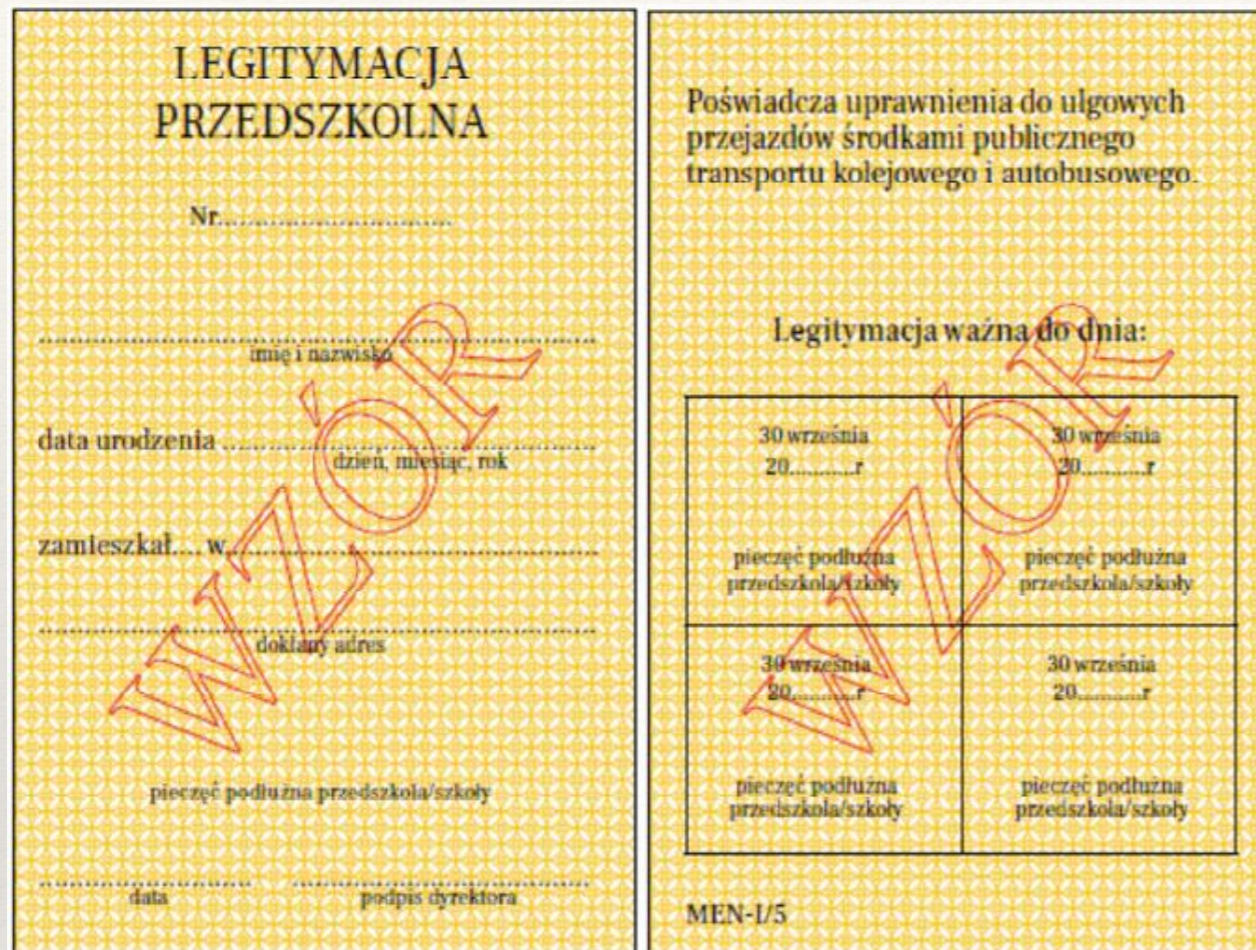 LEGITYMACJA
PRZEDSZKOLNA
Nr..............................
imię i nazwisko
data urodzenia ..................................................
dzień, miesiąc, rok
zamieszkał.... w..................................................
dokłany adres
pieczęć podłużna przedszkola/szkoły
data podpis dyrektora
WZÓR
Poświadcza uprawnienia do ulgowych
przejazdów środkami publicznego
transportu kolejowego i autobusowego.
Legitymacja ważna do dnia:
30 września
20...........r
pieczęć podłużna
przedszkola/szkoły
30 września
20...........r
pieczęć podłużna
przedszkola/szkoły
30 września
20...........r
pieczęć podłużna
przedszkola/szkoły
30 września
20...........r
pieczęć podłużna
przedszkola/szkoły
MEN-I/5
WZÓR